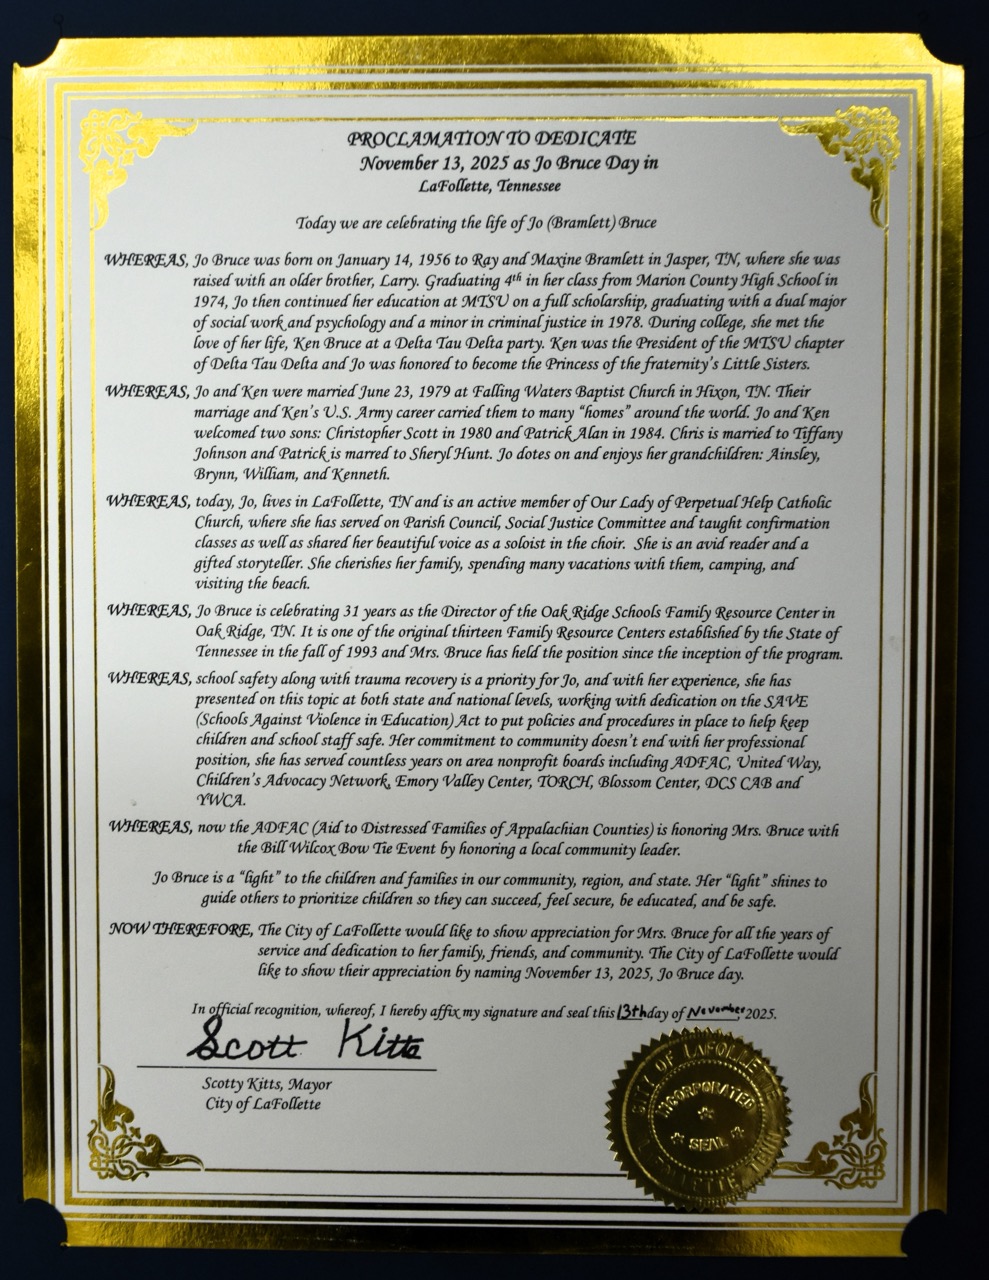 PROCLAMATION TO DEDICATE
November 13, 2025 as Jo Bruce Day in
LaFollette, Tennessee
Today we are celebrating the life of Jo (Bramlett) Bruce
WHEREAS, Jo Bruce was born on January 14, 1956 to Ray and Maxine Bramlett in Jasper, TN, where she was
raised with an older brother, Larry. Graduating 4th in her class from Marion County High School in
1974, Jo then continued her education at MTSU on a full scholarship, graduating with a dual major
of social work and psychology and a minor in criminal justice in 1978. During college, she met the
love of her life, Ken Bruce at a Delta Tau Delta party. Ken was the President of the MTSU chapter
of Delta Tau Delta and Jo was honored to become the Princess of the fraternity's Little Sisters.
WHEREAS, Jo and Ken were married June 23, 1979 at Falling Waters Baptist Church in Hixon, TN. Their
marriage and Ken's U.S. Army career carried them to many "homes" around the world. Jo and Ken
welcomed two sons: Christopher Scott in 1980 and Patrick Alan in 1984. Chris is married to Tiffany
Johnson and Patrick is marred to Sheryl Hunt. Jo dotes on and enjoys her grandchildren: Ainsley,
Brynn, William, and Kenneth.
WHEREAS, today, Jo, lives in LaFollette, TN and is an active member of Our Lady of Perpetual Help Catholic
Church, where she has served on Parish Council, Social Justice Committee and taught confirmation
classes as well as shared her beautiful voice as a soloist in the choir. She is an avid reader and a
gifted storyteller. She cherishes her family, spending many vacations with them, camping, and
visiting the beach.
WHEREAS, Jo Bruce is celebrating 31 years as the Director of the Oak Ridge Schools Family Resource Center in
Oak Ridge, TN. It is one of the original thirteen Family Resource Centers established by the State of
Tennessee in the fall of 1993 and Mrs. Bruce has held the position since the inception of the program.
WHEREAS, school safety along with trauma recovery is a priority for Jo, and with her experience, she has
presented on this topic at both state and national levels, working with dedication on the SAVE
(Schools Against Violence in Education) Act to put policies and procedures in place to help keep
children and school staff safe. Her commitment to community doesn't end with her professional
position, she has served countless years on area nonprofit boards including ADFAC, United Way,
Children's Advocacy Network, Emory Valley Center, TORCH, Blossom Center, DCS CAB and
YWCA.
WHEREAS, now the ADFAC (Aid to Distressed Families of Appalachian Counties) is honoring Mrs. Bruce with
the Bill Wilcox Bow Tie Event by honoring a local community leader.
Jo Bruce is a "light" to the children and families in our community, region, and state. Her "light" shines to
guide others to prioritize children so they can succeed, feel secure, be educated, and be safe.
NOW THEREFORE, The City of LaFollette would like to show appreciation for Mrs. Bruce for all the years of
service and dedication to her family, friends, and community. The City of LaFollette would
like to show their appreciation by naming November 13, 2025, Jo Bruce day.
In official recognition, whereof, I hereby affix my signature and seal this 13th day of November 2025.
Scott Kitts
Scotty Kitts, Mayor
City of LaFollette
CITY OF LAFOLLETTE
INCORPORATED
SEAL